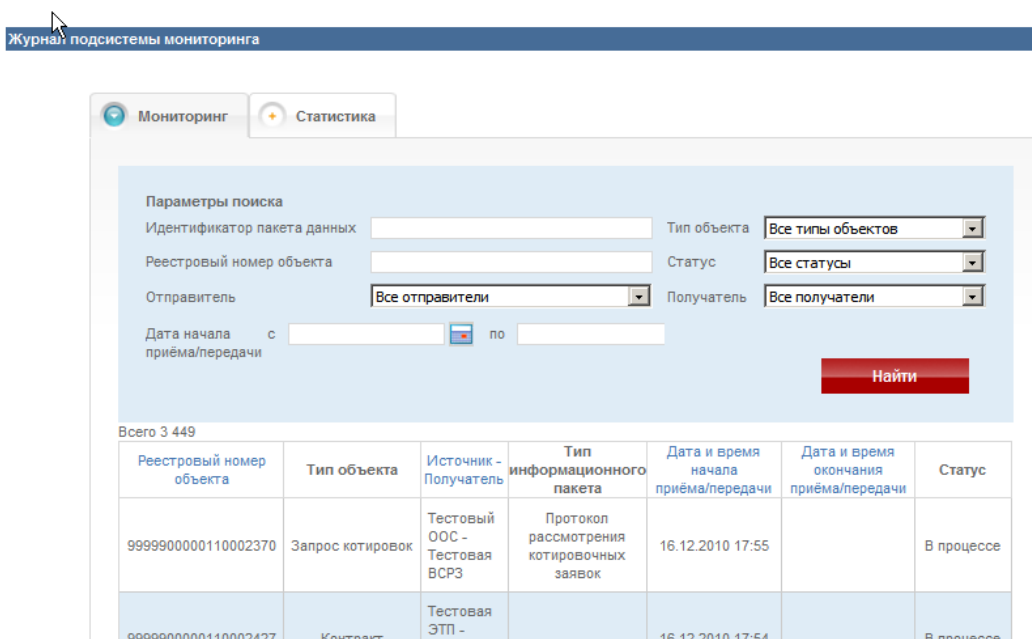 Журнал подсистемы мониторинга
Мониторинг Статистика
Параметры поиска
Идентификатор пакета данных Тип объекта Все типы объектов
Реестровый номер объекта Статус Все статусы
Отправитель Все отправители Получатель Все получатели
Дата начала с по
приёма/передачи
Найти
Всего 3 449
Реестровый номер
объекта
Тип объекта
Источник -
Получатель
Тип
информационного
пакета
Дата и время
начала
приёма/передачи
Дата и время
окончания
приёма/передачи
Статус
9999900000110002370
Запрос котировок
Тестовый
ООС -
Тестовая
ВСРЗ
Протокол
рассмотрения
котировочных
заявок
16.12.2010 17:55
В процессе
9999900000110002427
Контракт
Тестовая
ЭТП -
16.12.2010 17:54
В процессе